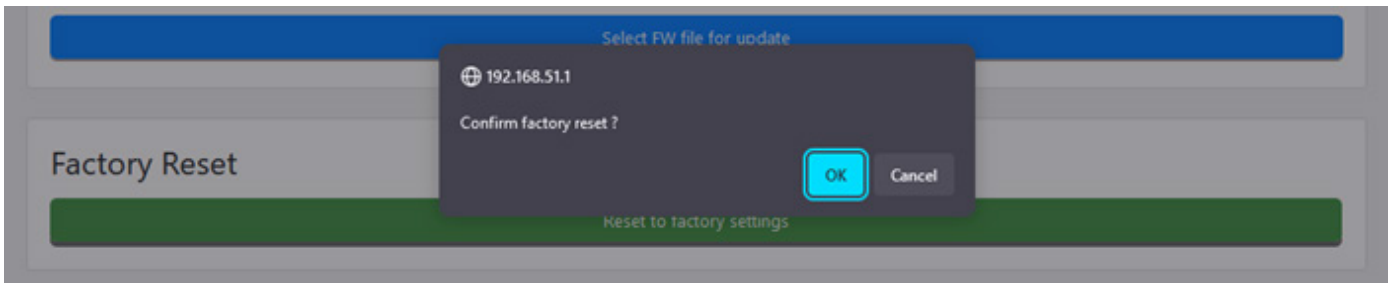 Select FW file for update
192.168.51.1
Confirm factory reset ?
Factory Reset
OK Cancel
Reset to factory settings